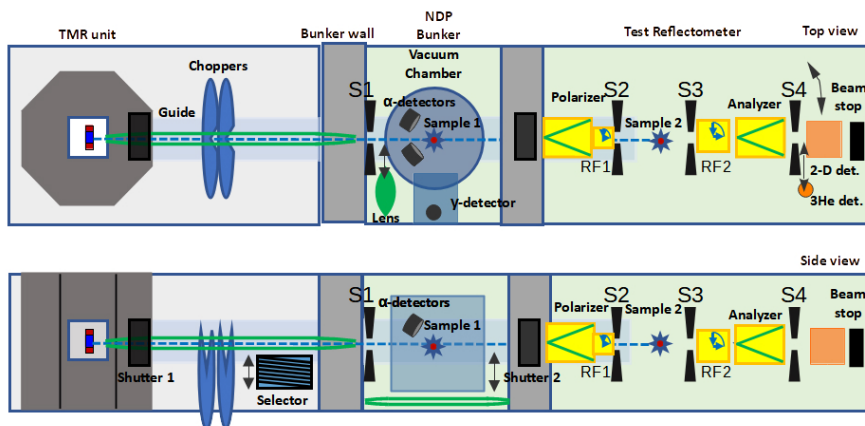 NDP
TMR unit
Bunker wall
Bunker
Test Reflectometer
Top view
Choppers
Vacuum
Chamber
S1
α-detectors
S2
S3
S4
Beam
stop
Guide
Sample 1
Polarizer
Sample 2
Analyzer
RF1
RF2
2-D det.
3He det.
Lens
γ-detector
Side view
S1
α-detectors
Sample 1
Polarizer
S2
Sample 2
S3
Analyzer
S4
Beam
stop
Shutter 1
Selector
Shutter 2
RF1
RF2